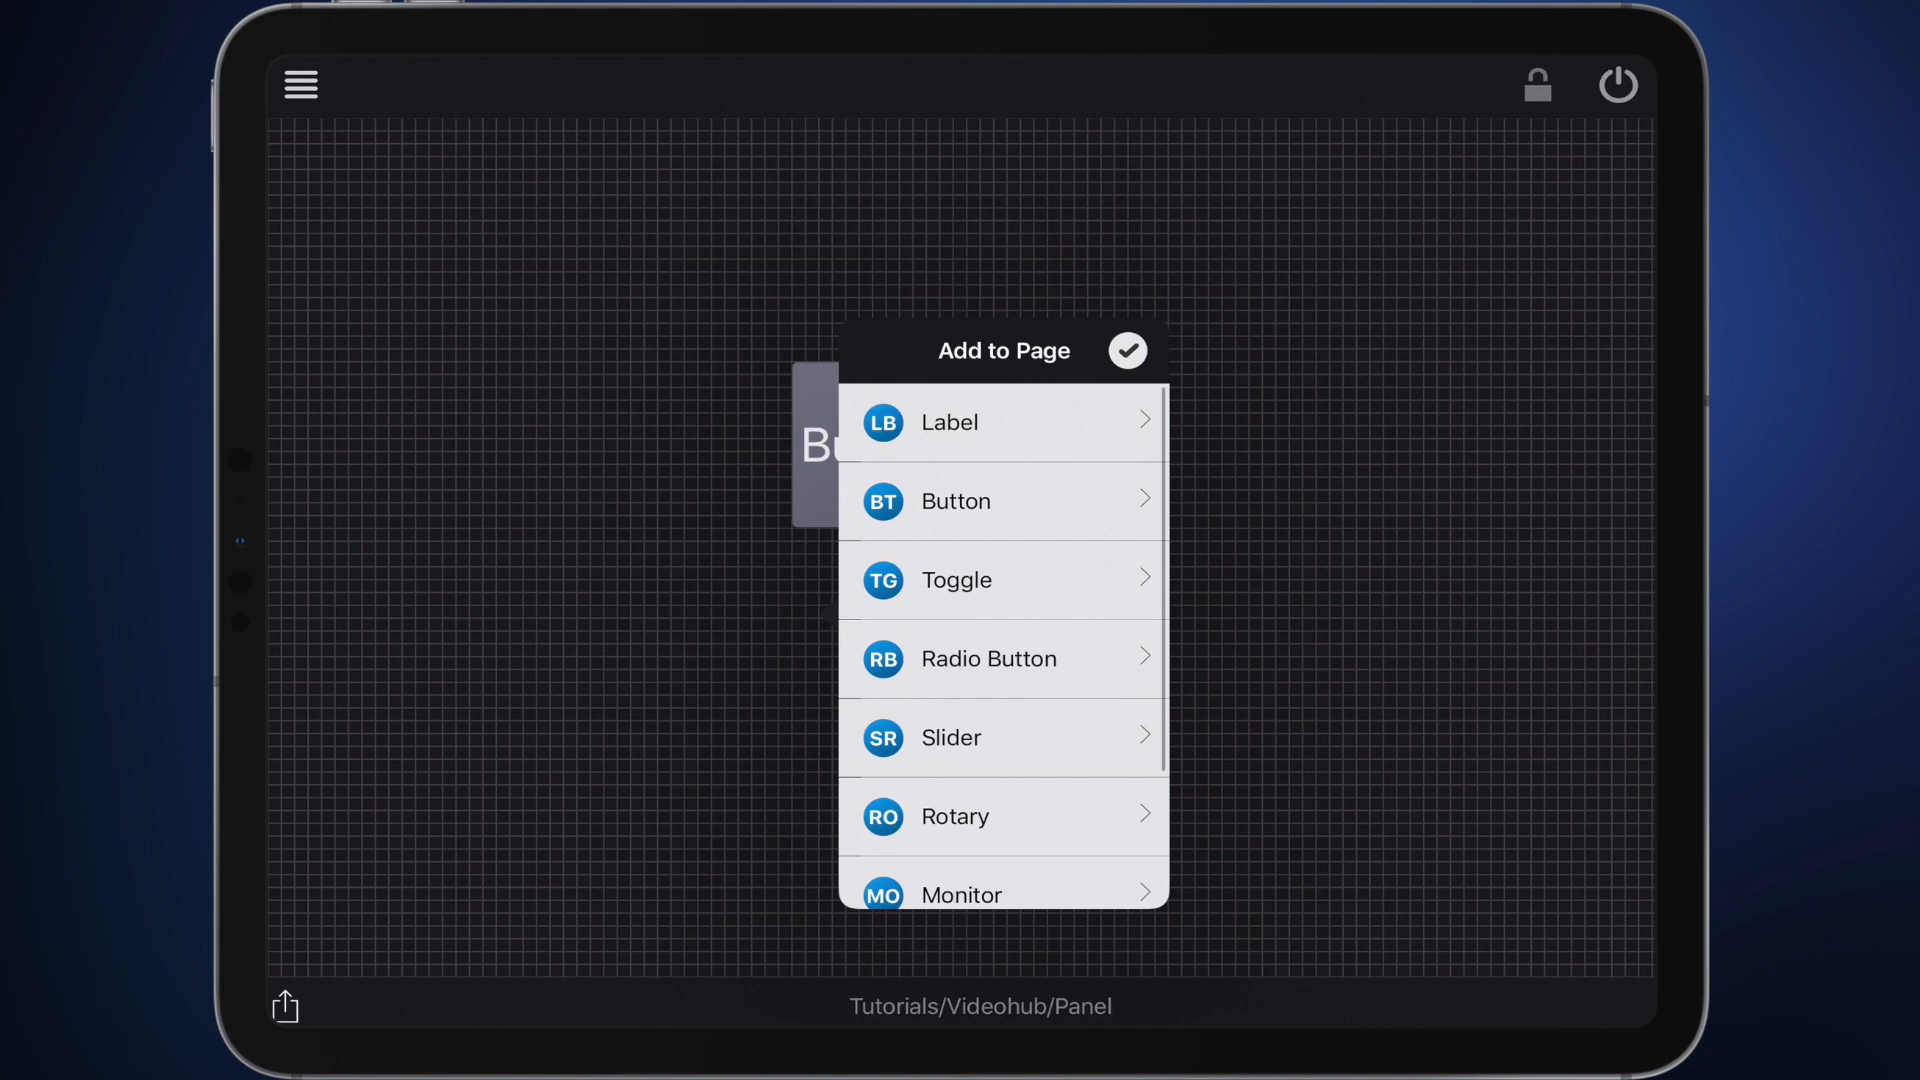 Add to Page
Bu
LB Label
BT Button
TG Toggle
RB Radio Button
SR Slider
RO Rotary
MO Monitor
Tutorials/Videohub/Panel